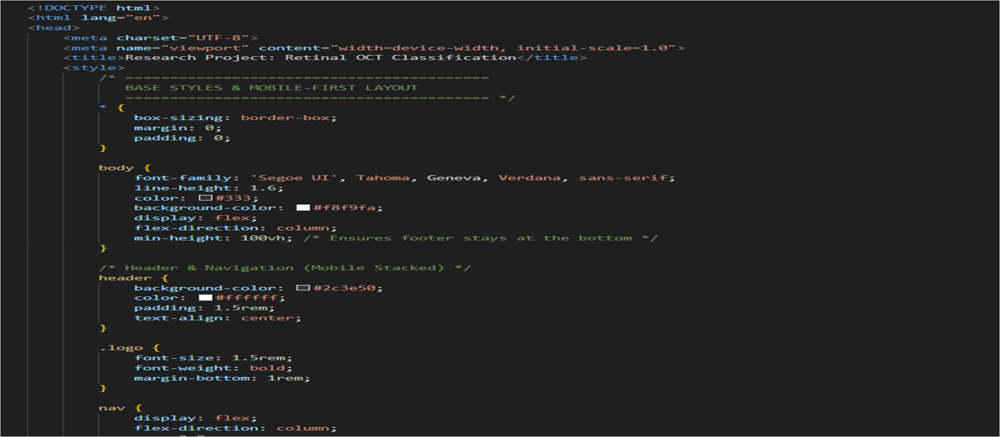 <!DOCTYPE html>
<html lang="en">
<head>
    <meta charset="UTF-8">
    <meta name="viewport" content="width=device-width, initial-scale=1.0">
    <title>Research Project: Retinal OCT Classification</title>
    <style>
        /* =========================================
           BASE STYLES & MOBILE-FIRST LAYOUT
           ========================================= */
        * {
            box-sizing: border-box;
            margin: 0;
            padding: 0;
        }

        body {
            font-family: 'Segoe UI', Tahoma, Geneva, Verdana, sans-serif;
            line-height: 1.6;
            color: #333;
            background-color: #f8f9fa;
            display: flex;
            flex-direction: column;
            min-height: 100vh; /* Ensures footer stays at the bottom */
        }

        /* Header & Navigation (Mobile Stacked) */
        header {
            background-color: #2c3e50;
            color: #ffffff;
            padding: 1.5rem;
            text-align: center;
        }

        .logo {
            font-size: 1.5rem;
            font-weight: bold;
            margin-bottom: 1rem;
        }

        nav {
            display: flex;
            flex-direction: column;